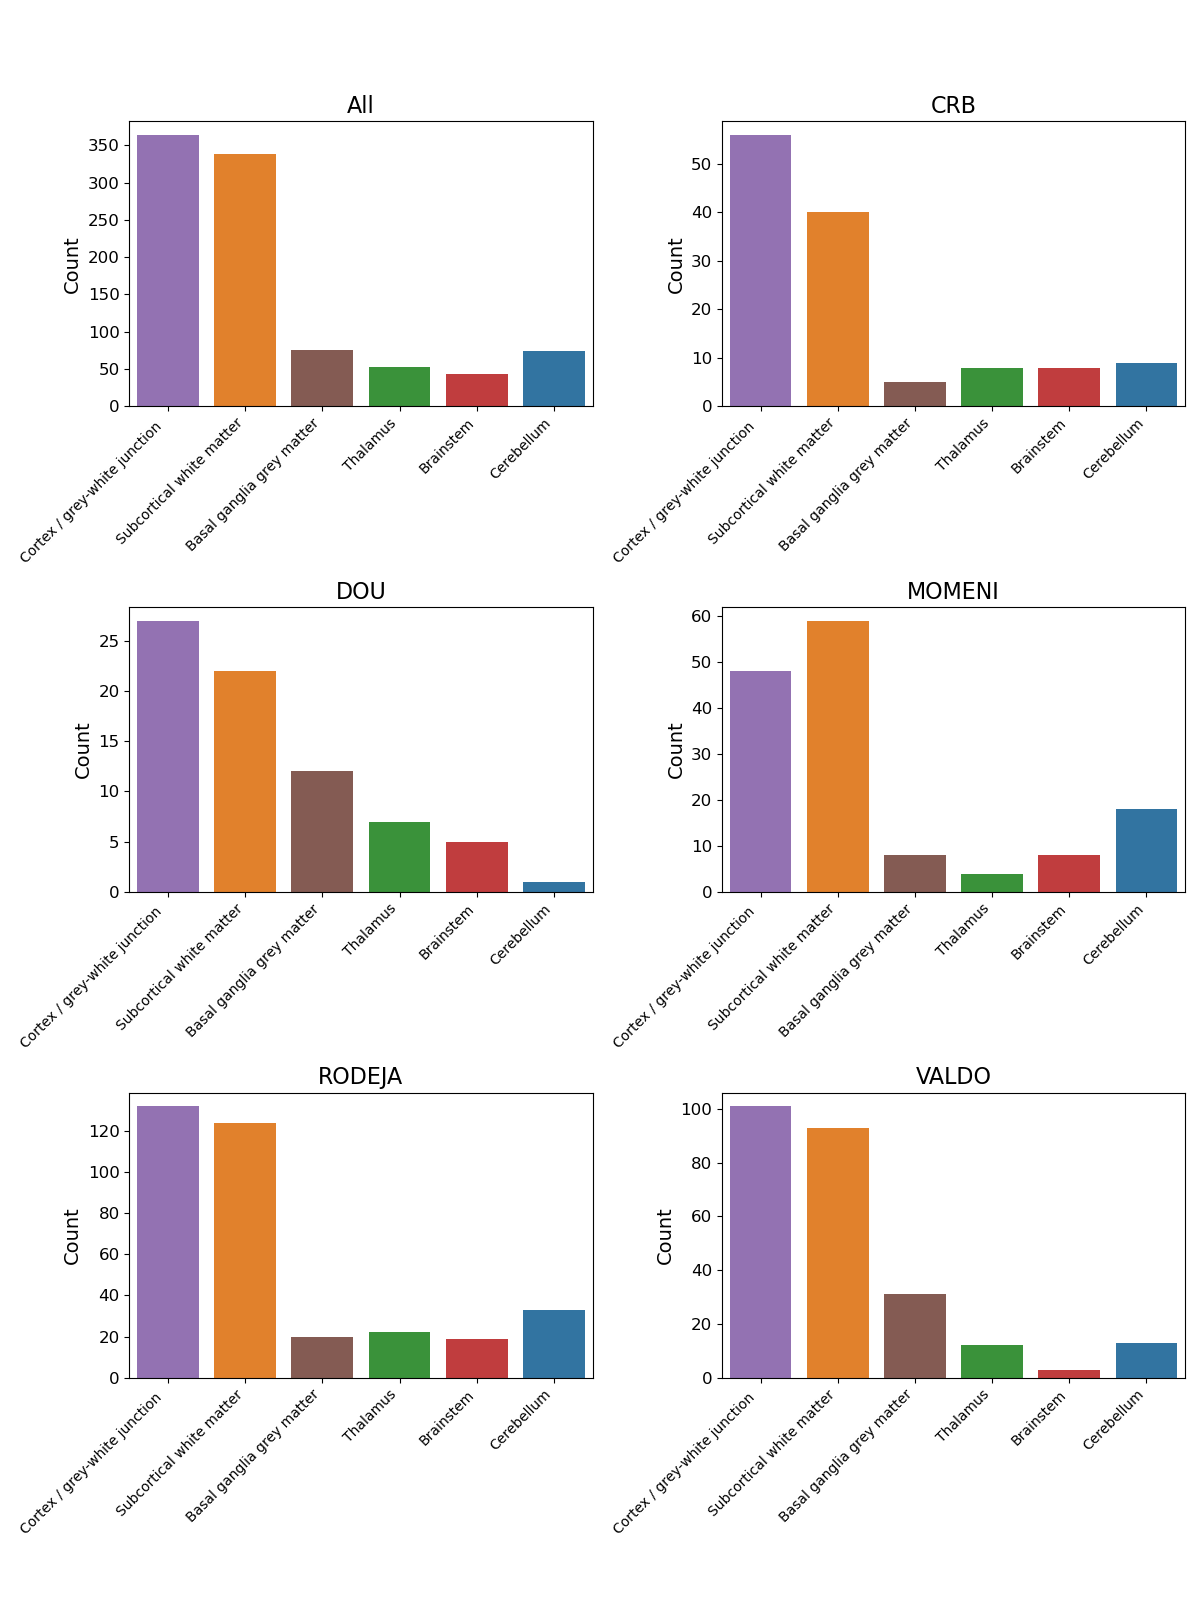 All
Count
350
300
250
200
150
100
50
0
Cortex / grey-white junction
Subcortical white matter
Basal ganglia grey matter
Thalamus
Brainstem
Cerebellum
CRB
Count
50
40
30
20
10
0
Cortex / grey-white junction
Subcortical white matter
Basal ganglia grey matter
Thalamus
Brainstem
Cerebellum
DOU
Count
25
20
15
10
5
0
Cortex / grey-white junction
Subcortical white matter
Basal ganglia grey matter
Thalamus
Brainstem
Cerebellum
MOMENI
Count
60
50
40
30
20
10
0
Cortex / grey-white junction
Subcortical white matter
Basal ganglia grey matter
Thalamus
Brainstem
Cerebellum
RODEJA
Count
120
100
80
60
40
20
0
Cortex / grey-white junction
Subcortical white matter
Basal ganglia grey matter
Thalamus
Brainstem
Cerebellum
VALDO
Count
100
80
60
40
20
0
Cortex / grey-white junction
Subcortical white matter
Basal ganglia grey matter
Thalamus
Brainstem
Cerebellum